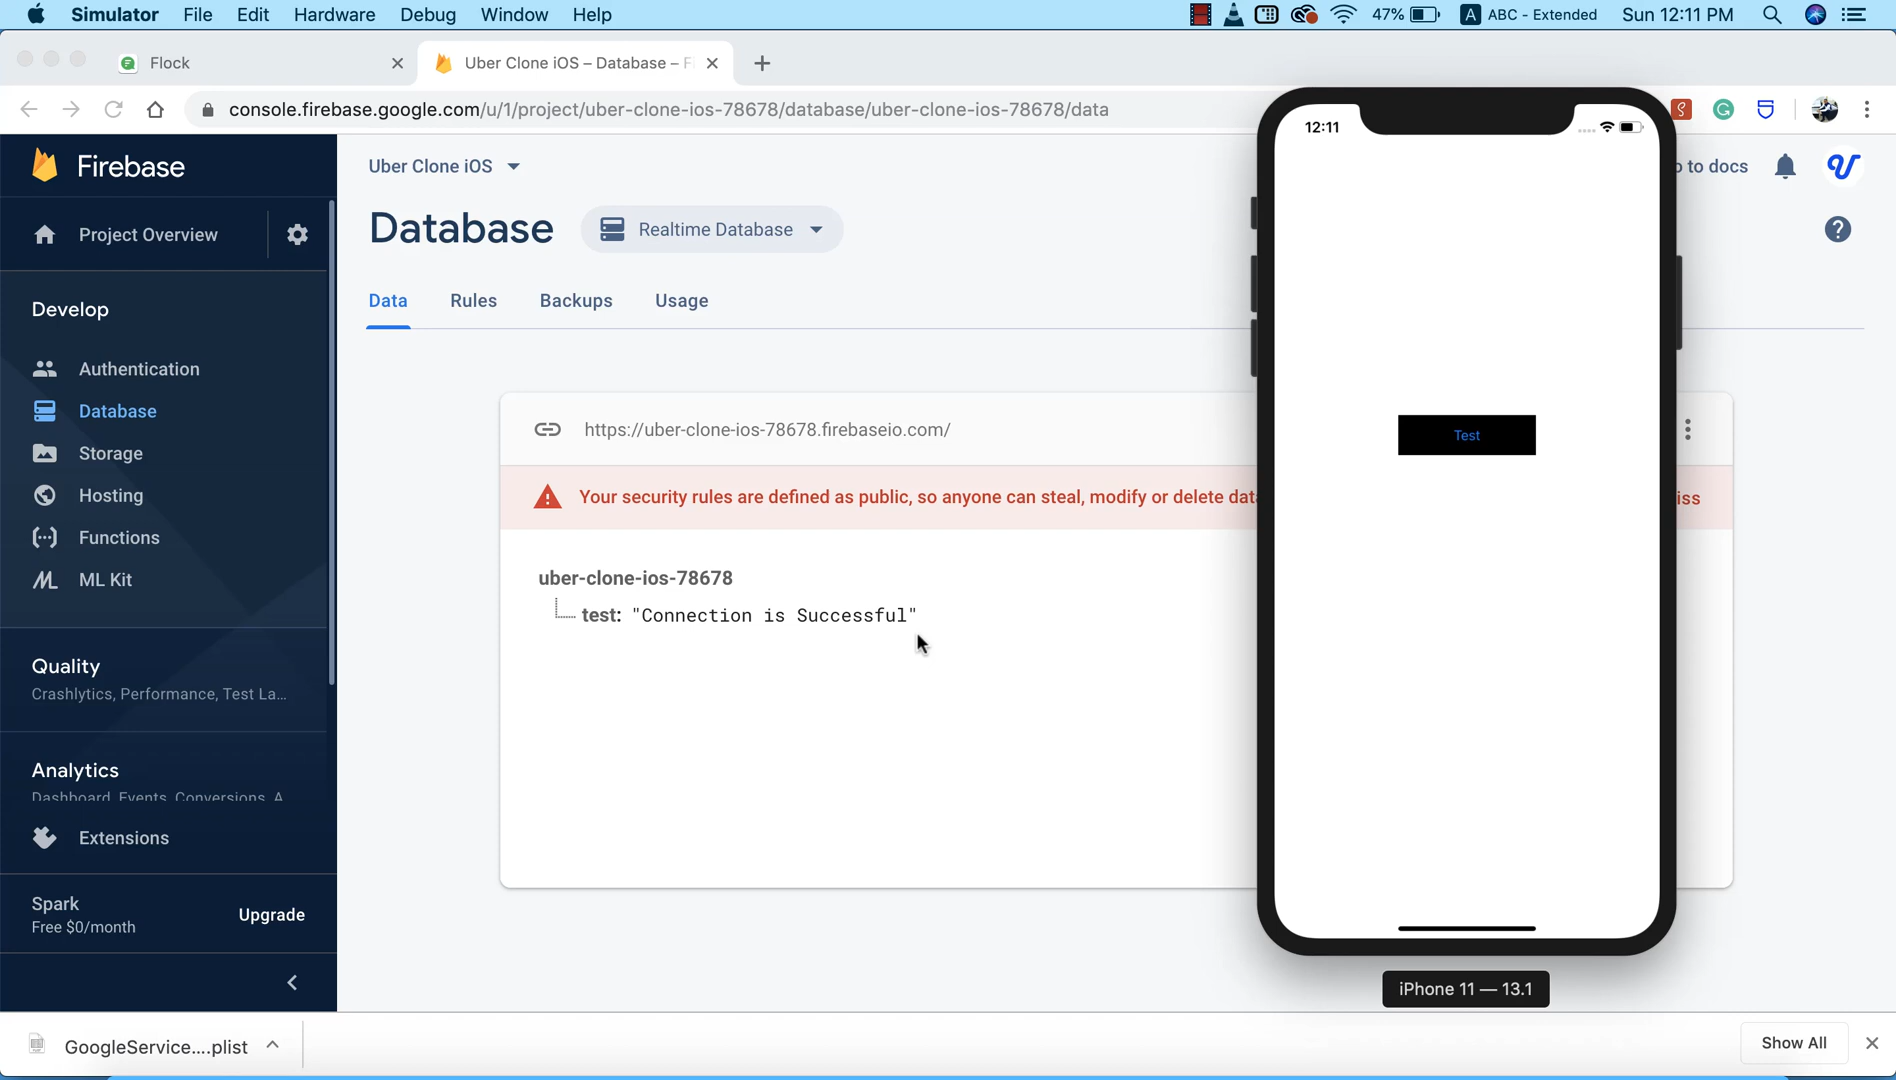 Simulator File Edit Hardware Debug Window Help 47% A ABC - Extended Sun 12:11 PM
Flock
Uber Clone iOS – Database – Fi
console.firebase.google.com/u/1/project/uber-clone-ios-78678/database/uber-clone-ios-78678/data
Firebase
Project Overview
Develop
Authentication
Database
Storage
Hosting
Functions
ML Kit
Quality
Crashlytics, Performance, Test La...
Analytics
Dashboard, Events, Conversions, A
Extensions
Spark
Free $0/month
Upgrade
Uber Clone iOS
to docs
Database
Realtime Database
Data Rules Backups Usage
https://uber-clone-ios-78678.firebaseio.com/
Your security rules are defined as public, so anyone can steal, modify or delete data
iss
uber-clone-ios-78678
test: "Connection is Successful"
12:11
Test
iPhone 11 — 13.1
GoogleService....plist
Show All